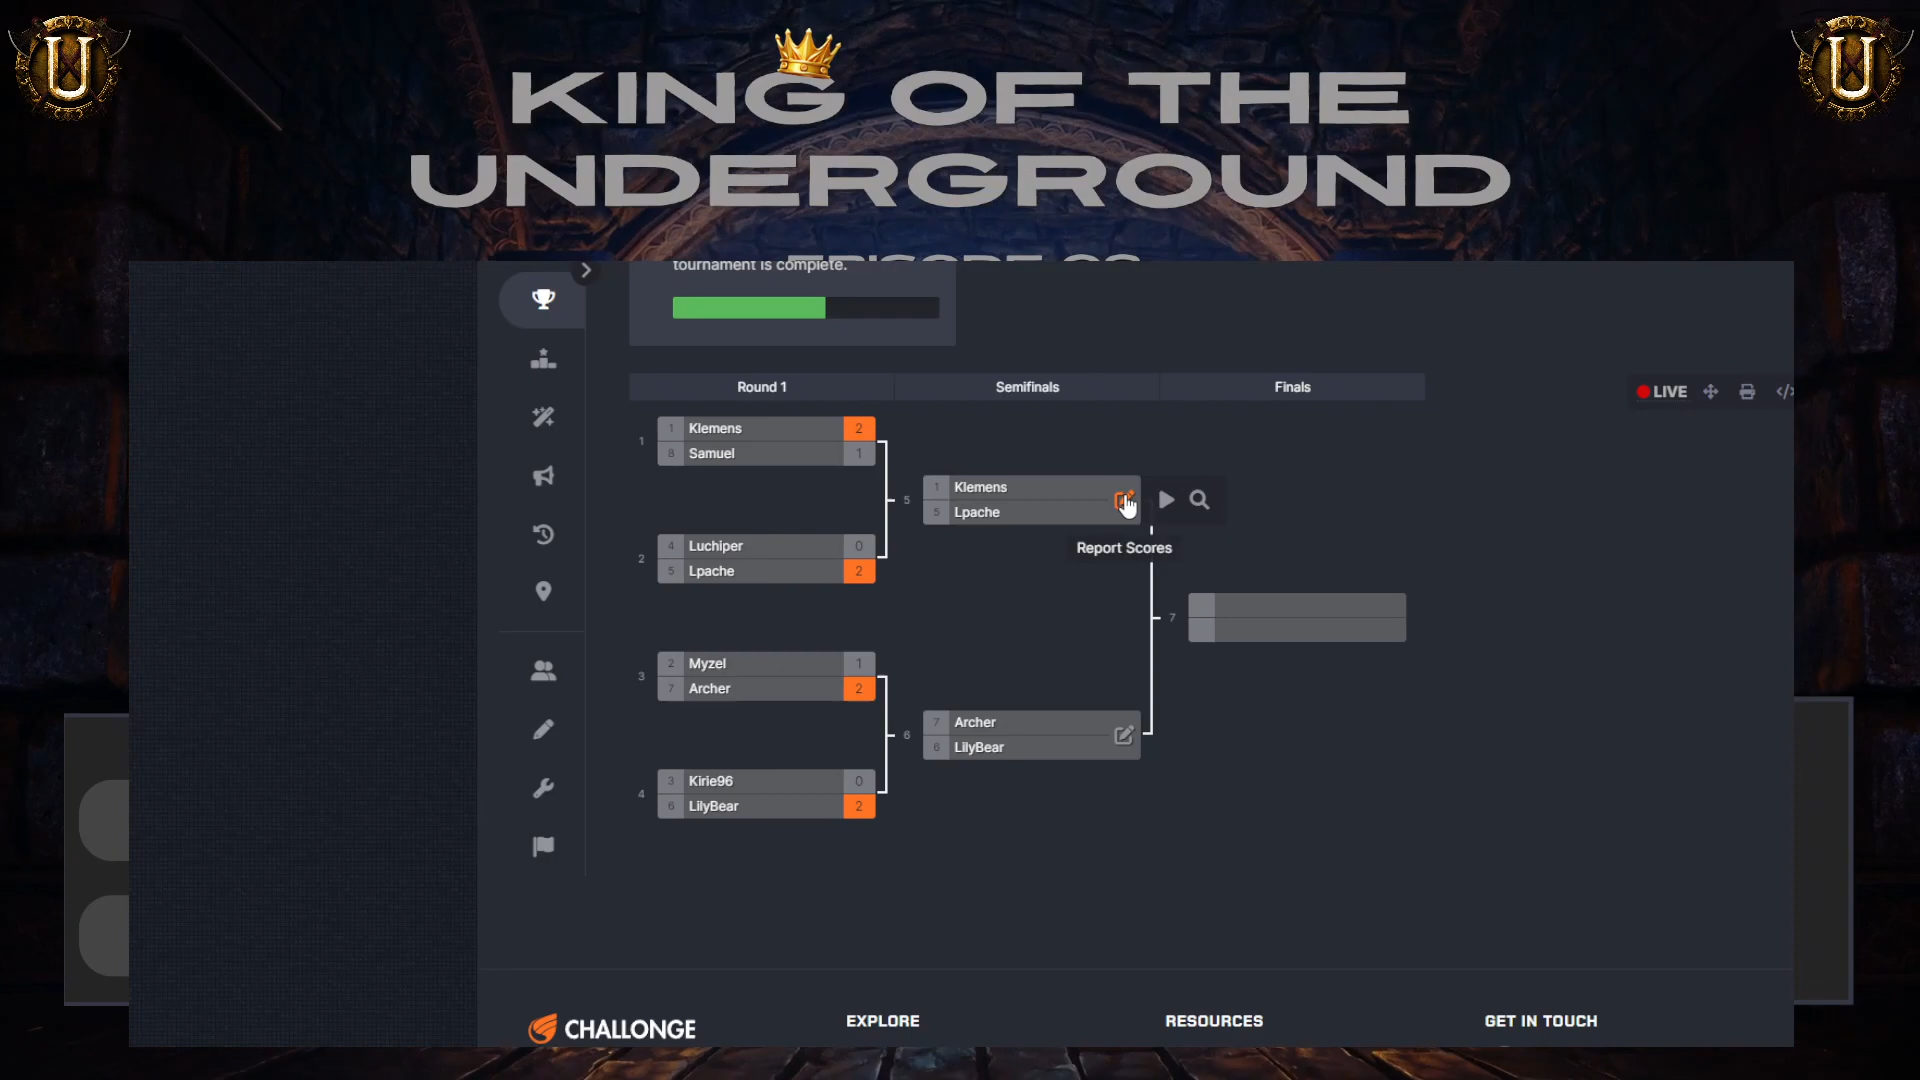 U
U
KING OF THE
UNDERGROUND
tournament is complete.
Round 1
Semifinals
Finals
LIVE
1
1 Klemens 2
8 Samuel 1
5
1 Klemens
5 Lpache
Report Scores
2
4 Luchiper 0
5 Lpache 2
7
3
2 Myzel 1
7 Archer 2
6
7 Archer
6 LilyBear
4
3 Kirie96 0
6 LilyBear 2
CHALLONGE
EXPLORE
RESOURCES
GET IN TOUCH